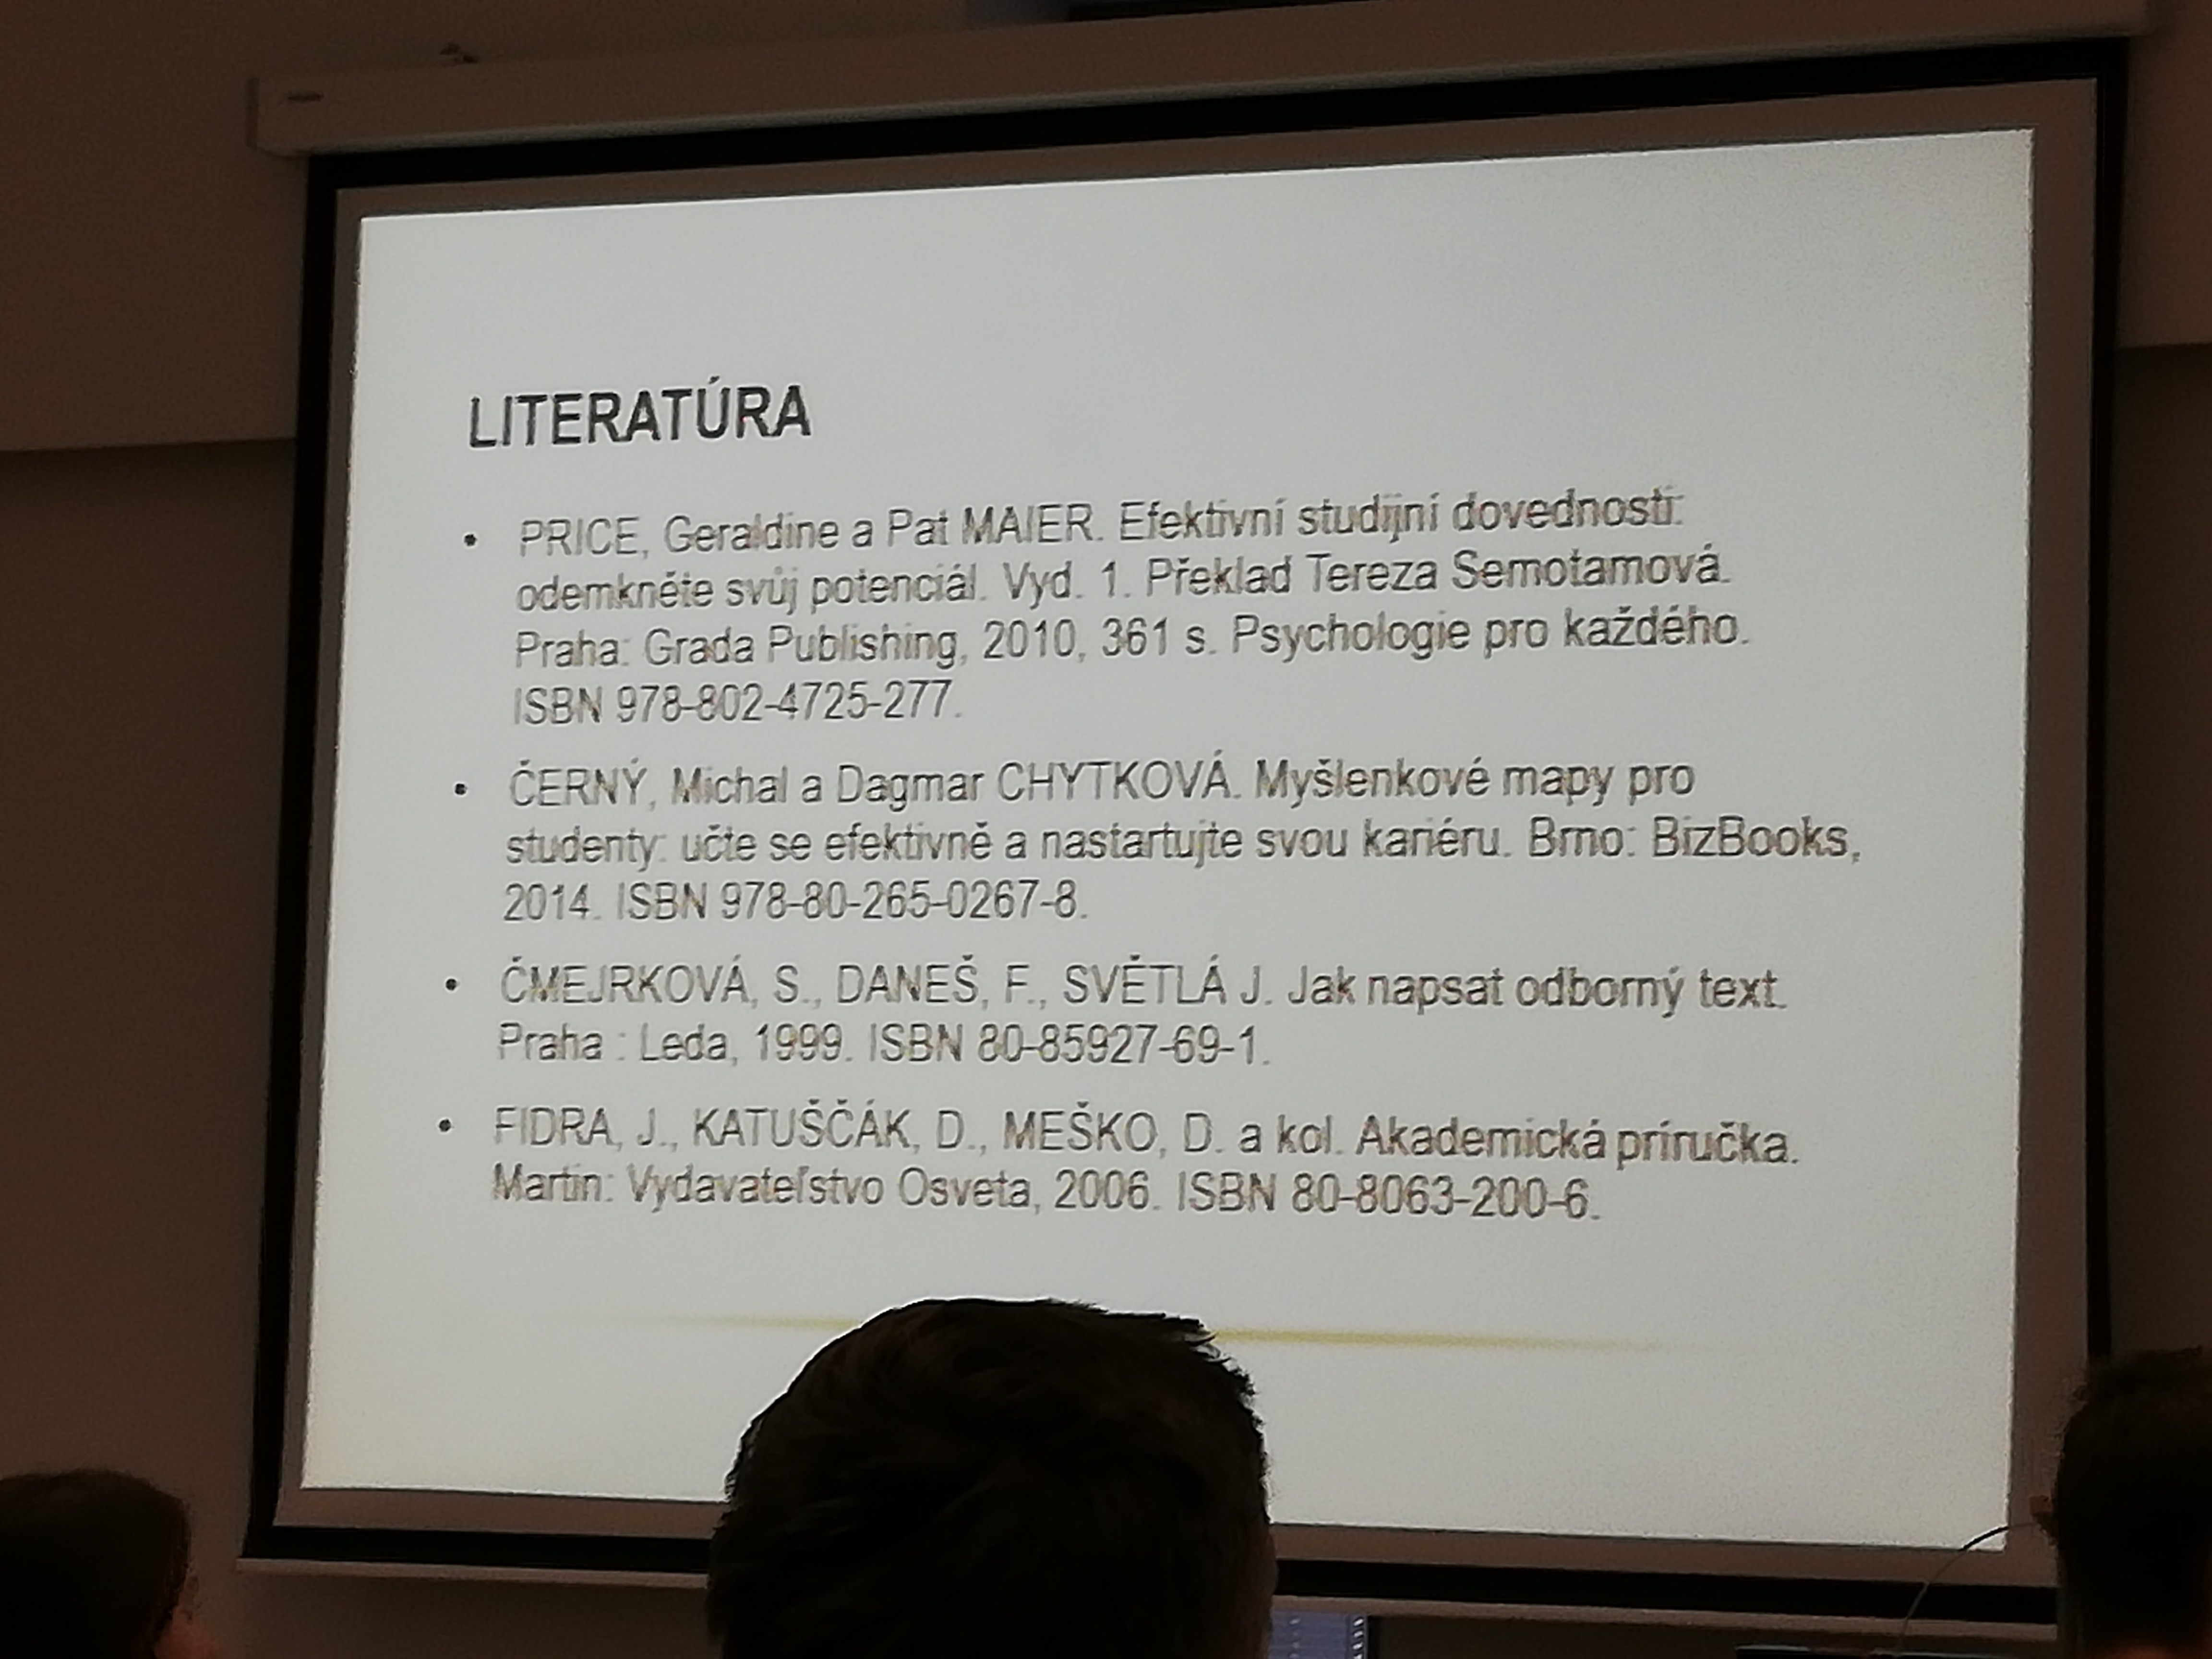 LITERATÚRA
• PRICE, Geraldine a Pat MAIER. Efektivní studijní dovednosti:
odemkněte svůj potenciál. Vyd. 1. Překlad Tereza Semotamová.
Praha: Grada Publishing, 2010, 361 s. Psychologie pro každého.
ISBN 978-802-4725-277.
• ČERNÝ, Michal a Dagmar CHYTKOVÁ. Myšlenkové mapy pro
studenty: učte se efektivně a nastartujte svou kariéru. Brno: BizBooks,
2014. ISBN 978-80-265-0267-8.
• ČMEJRKOVÁ, S., DANEŠ, F., SVĚTLÁ J. Jak napsat odborný text.
Praha : Leda, 1999. ISBN 80-85927-69-1.
• FIDRA, J., KATUŠČÁK, D., MEŠKO, D. a kol. Akademická príručka.
Martin: Vydavateľstvo Osveta, 2006. ISBN 80-8063-200-6.